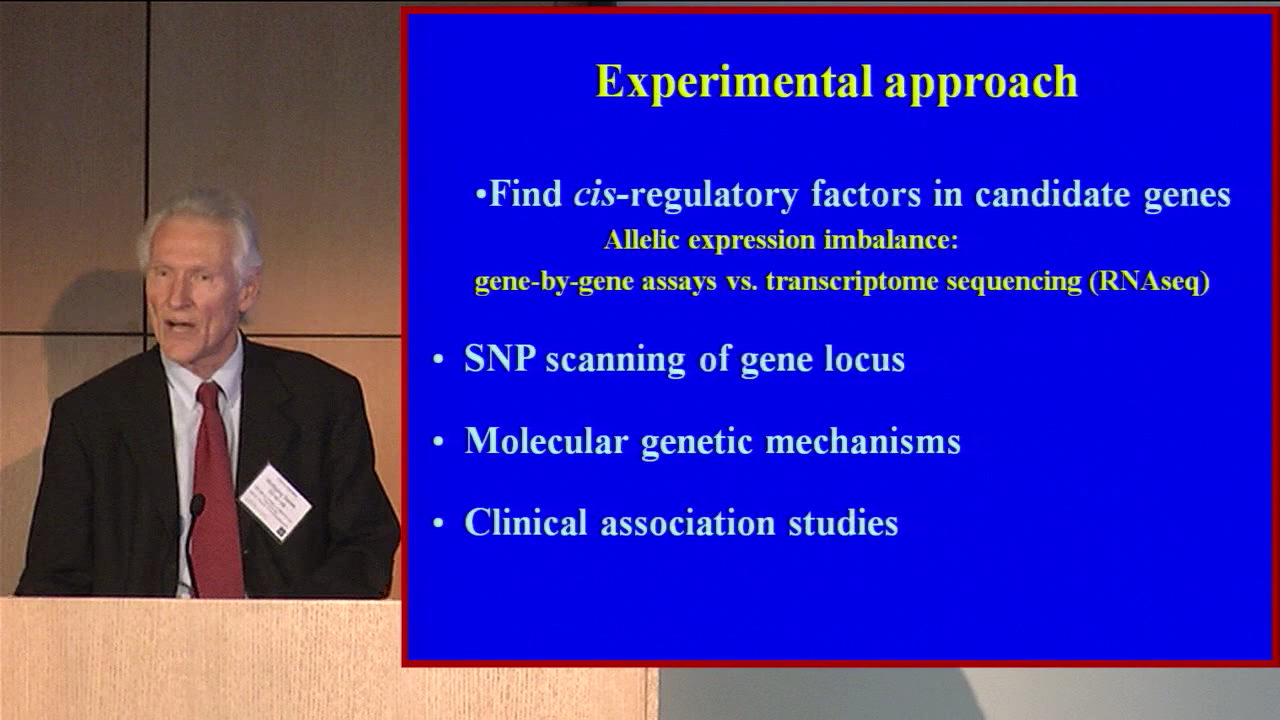 Experimental approach
•Find cis-regulatory factors in candidate genes
Allelic expression imbalance:
gene-by-gene assays vs. transcriptome sequencing (RNAseq)
• SNP scanning of gene locus
• Molecular genetic mechanisms
• Clinical association studies